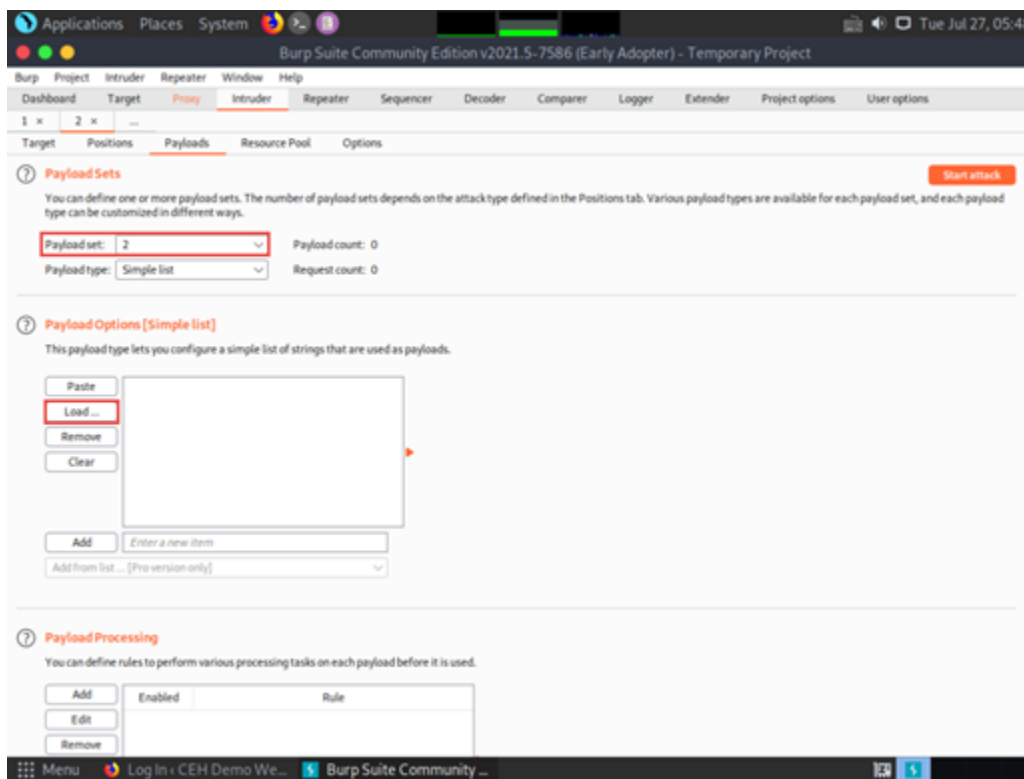 Applications Places System Tue Jul 27, 05:4
Burp Suite Community Edition v2021.5-7586 (Early Adopter) - Temporary Project
Burp Project Intruder Repeater Window Help
Dashboard Target Proxy Intruder Repeater Sequencer Decoder Comparer Logger Extender Project options User options
1 × 2 × ...
Target Positions Payloads Resource Pool Options
? Payload Sets Start attack
You can define one or more payload sets. The number of payload sets depends on the attack type defined in the Positions tab. Various payload types are available for each payload set, and each payload
type can be customized in different ways.
Payload set: 2 Payload count: 0
Payload type: Simple list Request count: 0
? Payload Options [Simple list]
This payload type lets you configure a simple list of strings that are used as payloads.
Paste
Load ...
Remove
Clear
Add Enter a new item
Add from list ... [Pro version only]
? Payload Processing
You can define rules to perform various processing tasks on each payload before it is used.
Add Enabled Rule
Edit
Remove
Menu Log In ‹ CEH Demo We... Burp Suite Community ...